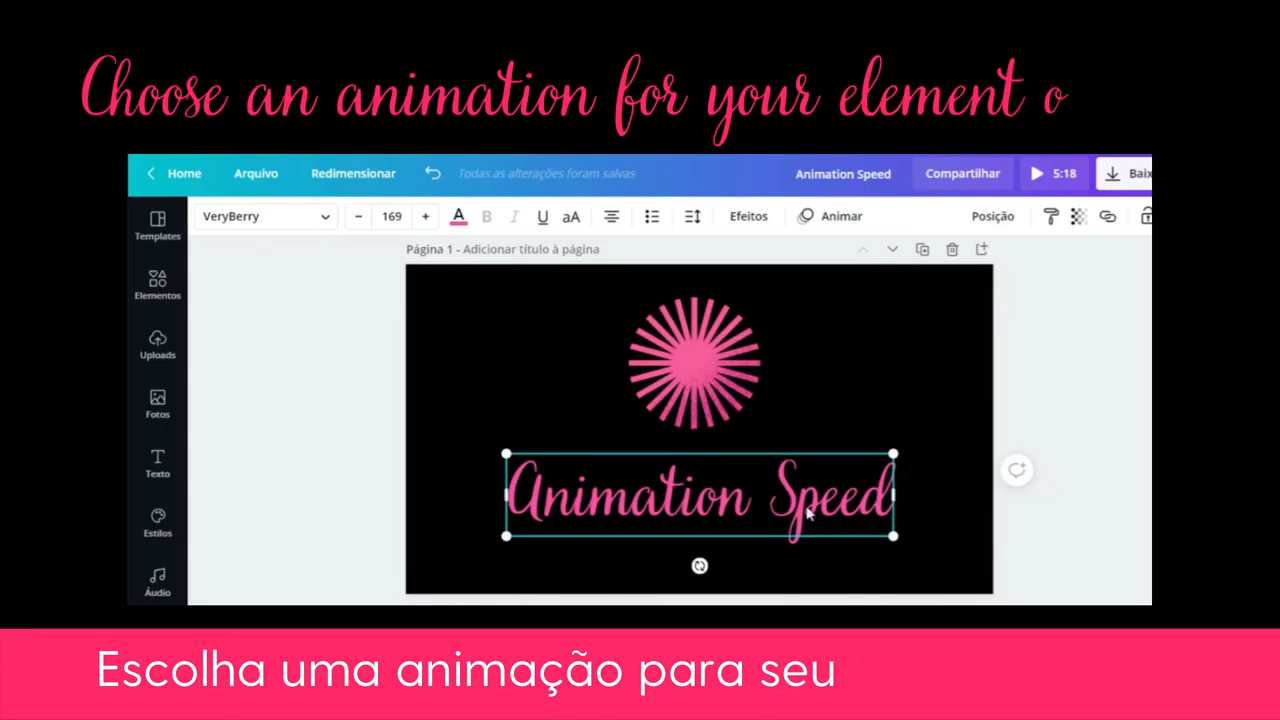 Choose an animation for your element o
Home Arquivo Redimensionar Todas as alterações foram salvas Animation Speed Compartilhar 5:18 Baix
VeryBerry − 169 + A B I U aA Efeitos Animar Posição
Templates
Página 1 - Adicionar título à página
Elementos
Uploads
Fotos
Texto
Animation Speed
Estilos
Áudio
Escolha uma animação para seu